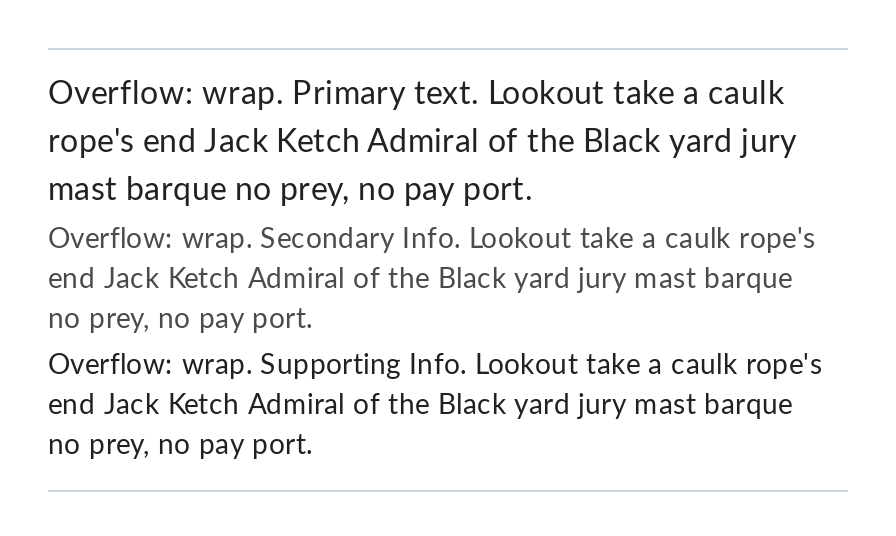 Overflow: wrap. Primary text. Lookout take a caulk
rope's end Jack Ketch Admiral of the Black yard jury
mast barque no prey, no pay port.
Overflow: wrap. Secondary Info. Lookout take a caulk rope's
end Jack Ketch Admiral of the Black yard jury mast barque
no prey, no pay port.
Overflow: wrap. Supporting Info. Lookout take a caulk rope's
end Jack Ketch Admiral of the Black yard jury mast barque
no prey, no pay port.